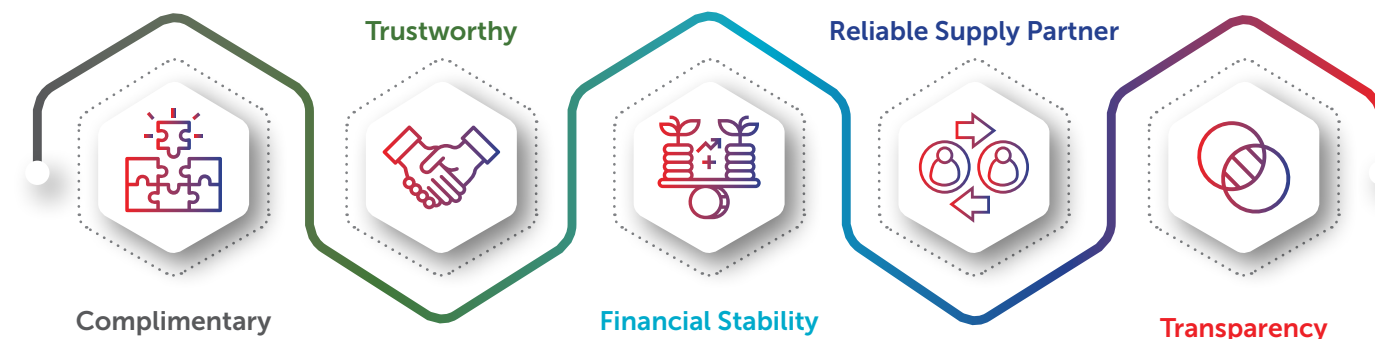 Complimentary
Trustworthy
Financial Stability
Reliable Supply Partner
Transparency